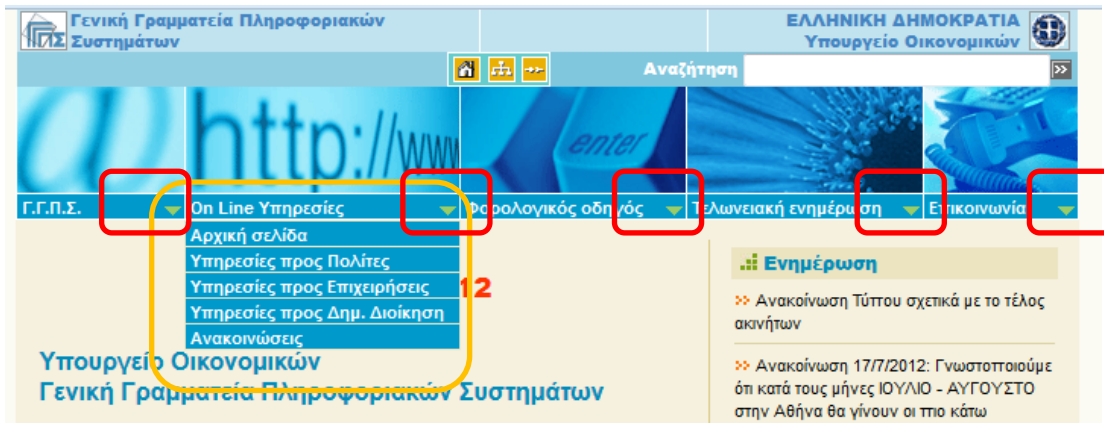 Γενική Γραμματεία Πληροφοριακών
Συστημάτων
ΓΓΠΣ
ΕΛΛΗΝΙΚΗ ΔΗΜΟΚΡΑΤΙΑ
Υπουργείο Οικονομικών
Αναζήτηση
@
http://www
enter
Γ.Γ.Π.Σ.
On Line Υπηρεσίες
Φορολογικός οδηγός
Τελωνειακή ενημέρωση
Επικοινωνία
Αρχική σελίδα
Υπηρεσίες προς Πολίτες
Υπηρεσίες προς Επιχειρήσεις
Υπηρεσίες προς Δημ. Διοίκηση
Ανακοινώσεις
12
Υπουργείο Οικονομικών
Γενική Γραμματεία Πληροφοριακών Συστημάτων
Ενημέρωση
Ανακοίνωση Τύπου σχετικά με το τέλος
ακινήτων
Ανακοίνωση 17/7/2012: Γνωστοποιούμε
ότι κατά τους μήνες ΙΟΥΛΙΟ - ΑΥΓΟΥΣΤΟ
στην Αθήνα θα γίνουν οι πιο κάτω